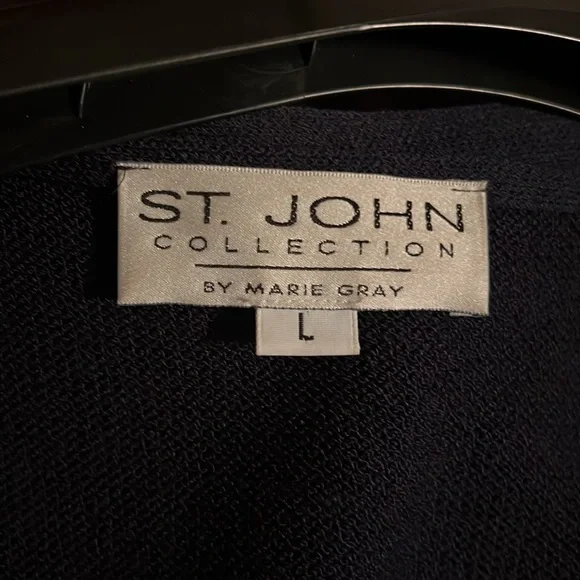 ST. JOHN
COLLECTION
BY MARIE GRAY
L